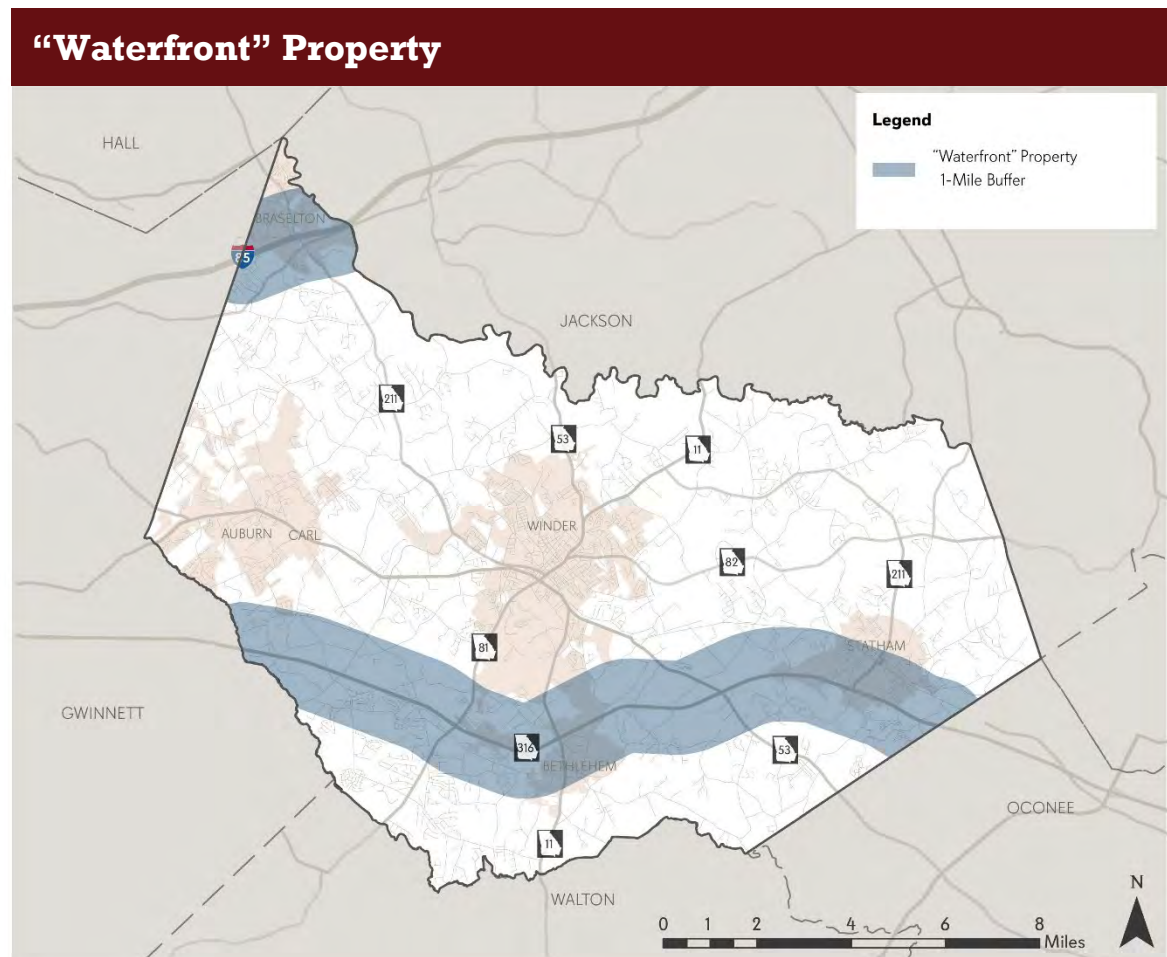 “Waterfront” Property
Legend
“Waterfront” Property
1-Mile Buffer
HALL
BRASELTON
85
JACKSON
211
53
11
AUBURN
CARL
WINDER
82
211
81
STATHAM
GWINNETT
316
53
BETHLEHEM
OCONEE
11
WALTON
N
0 1 2 4 6 8
Miles